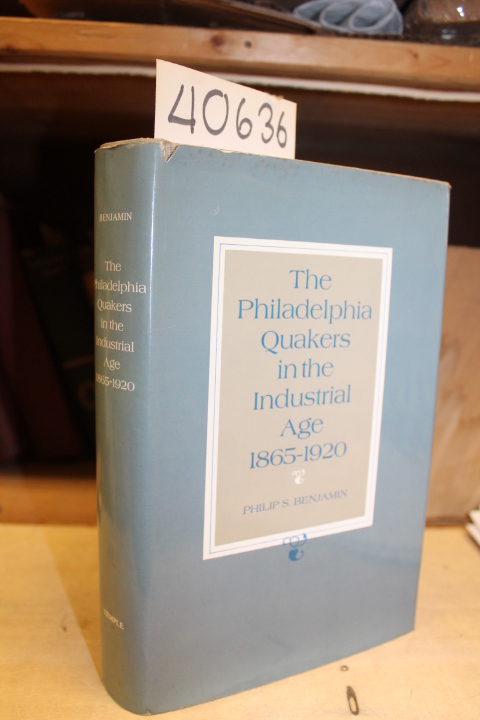 40636
BENJAMIN
The
Philadelphia
Quakers
in the
Industrial
Age
1865-1920
TEMPLE
The
Philadelphia
Quakers
in the
Industrial
Age
1865-1920
PHILIP S. BENJAMIN